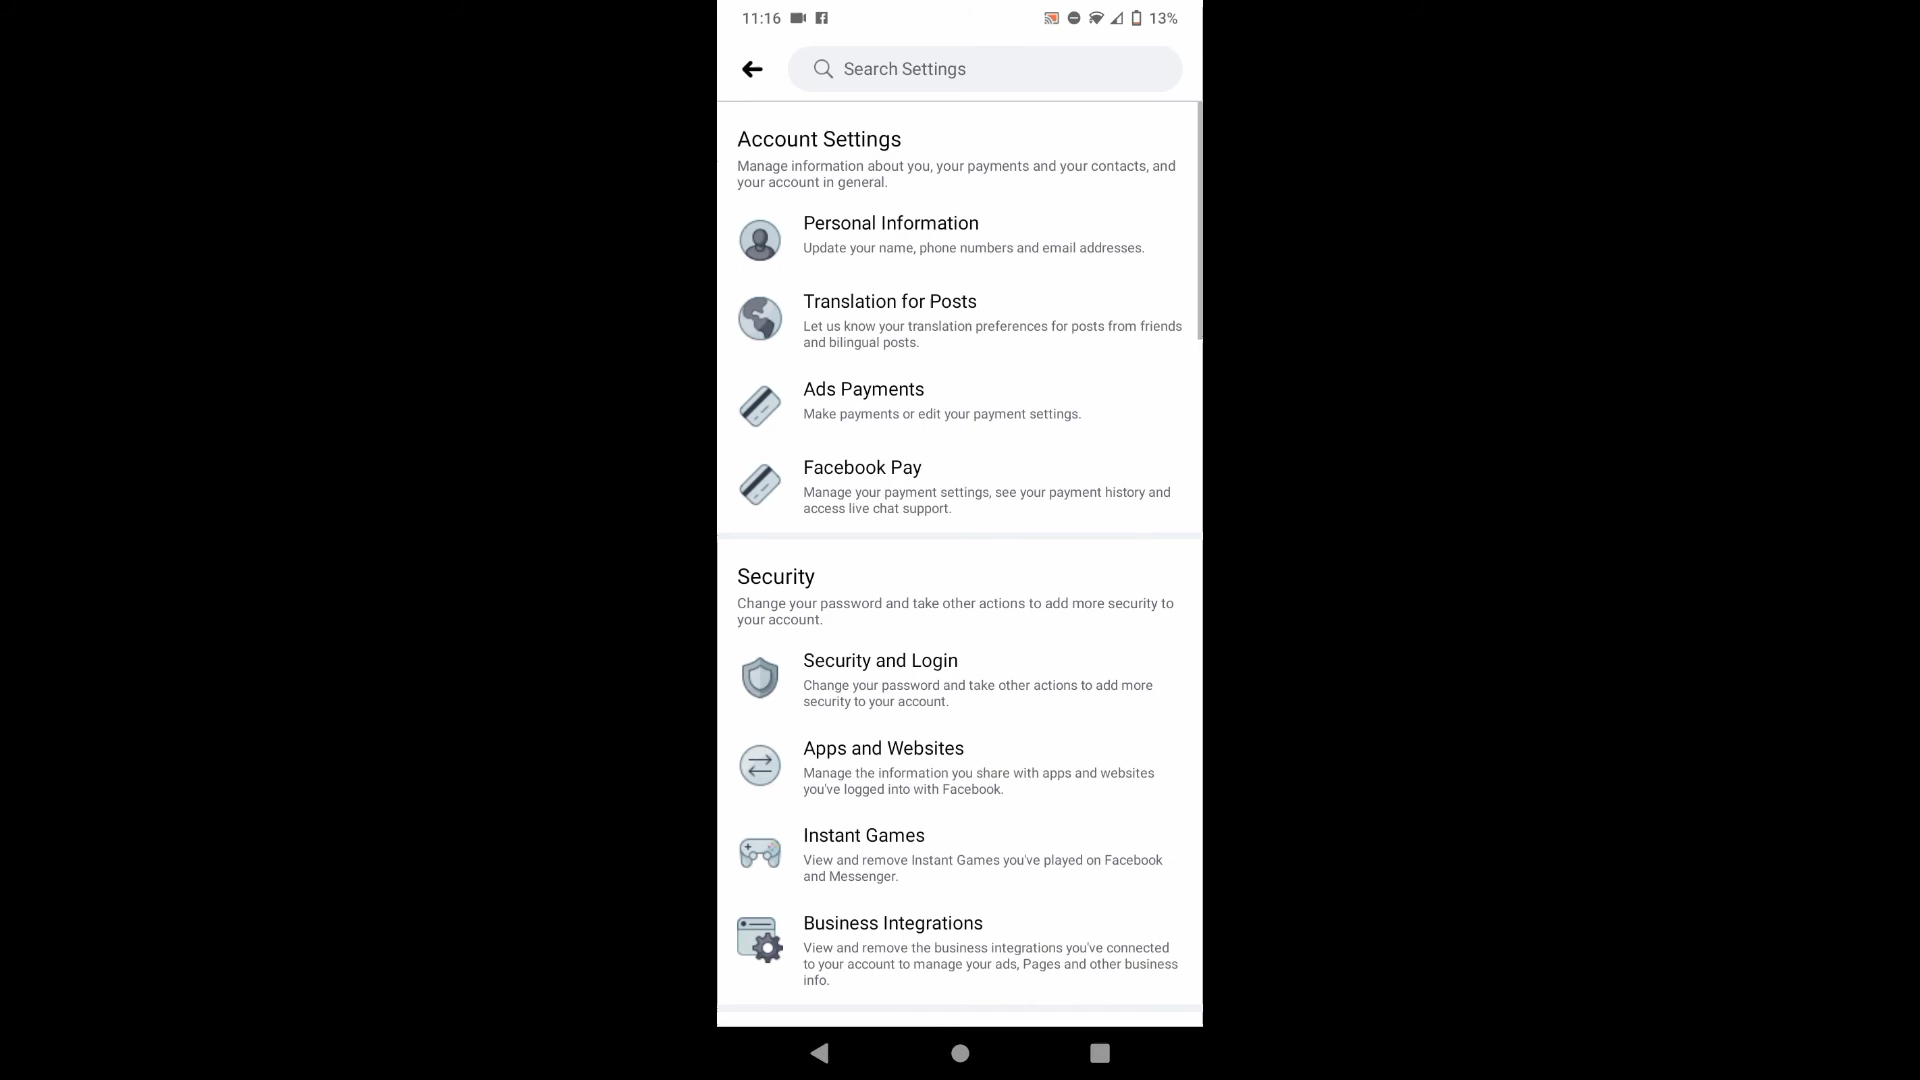 11:16
13%
Search Settings
Account Settings
Manage information about you, your payments and your contacts, and
your account in general.
Personal Information
Update your name, phone numbers and email addresses.
Translation for Posts
Let us know your translation preferences for posts from friends
and bilingual posts.
Ads Payments
Make payments or edit your payment settings.
Facebook Pay
Manage your payment settings, see your payment history and
access live chat support.
Security
Change your password and take other actions to add more security to
your account.
Security and Login
Change your password and take other actions to add more
security to your account.
Apps and Websites
Manage the information you share with apps and websites
you've logged into with Facebook.
Instant Games
View and remove Instant Games you've played on Facebook
and Messenger.
Business Integrations
View and remove the business integrations you've connected
to your account to manage your ads, Pages and other business
info.